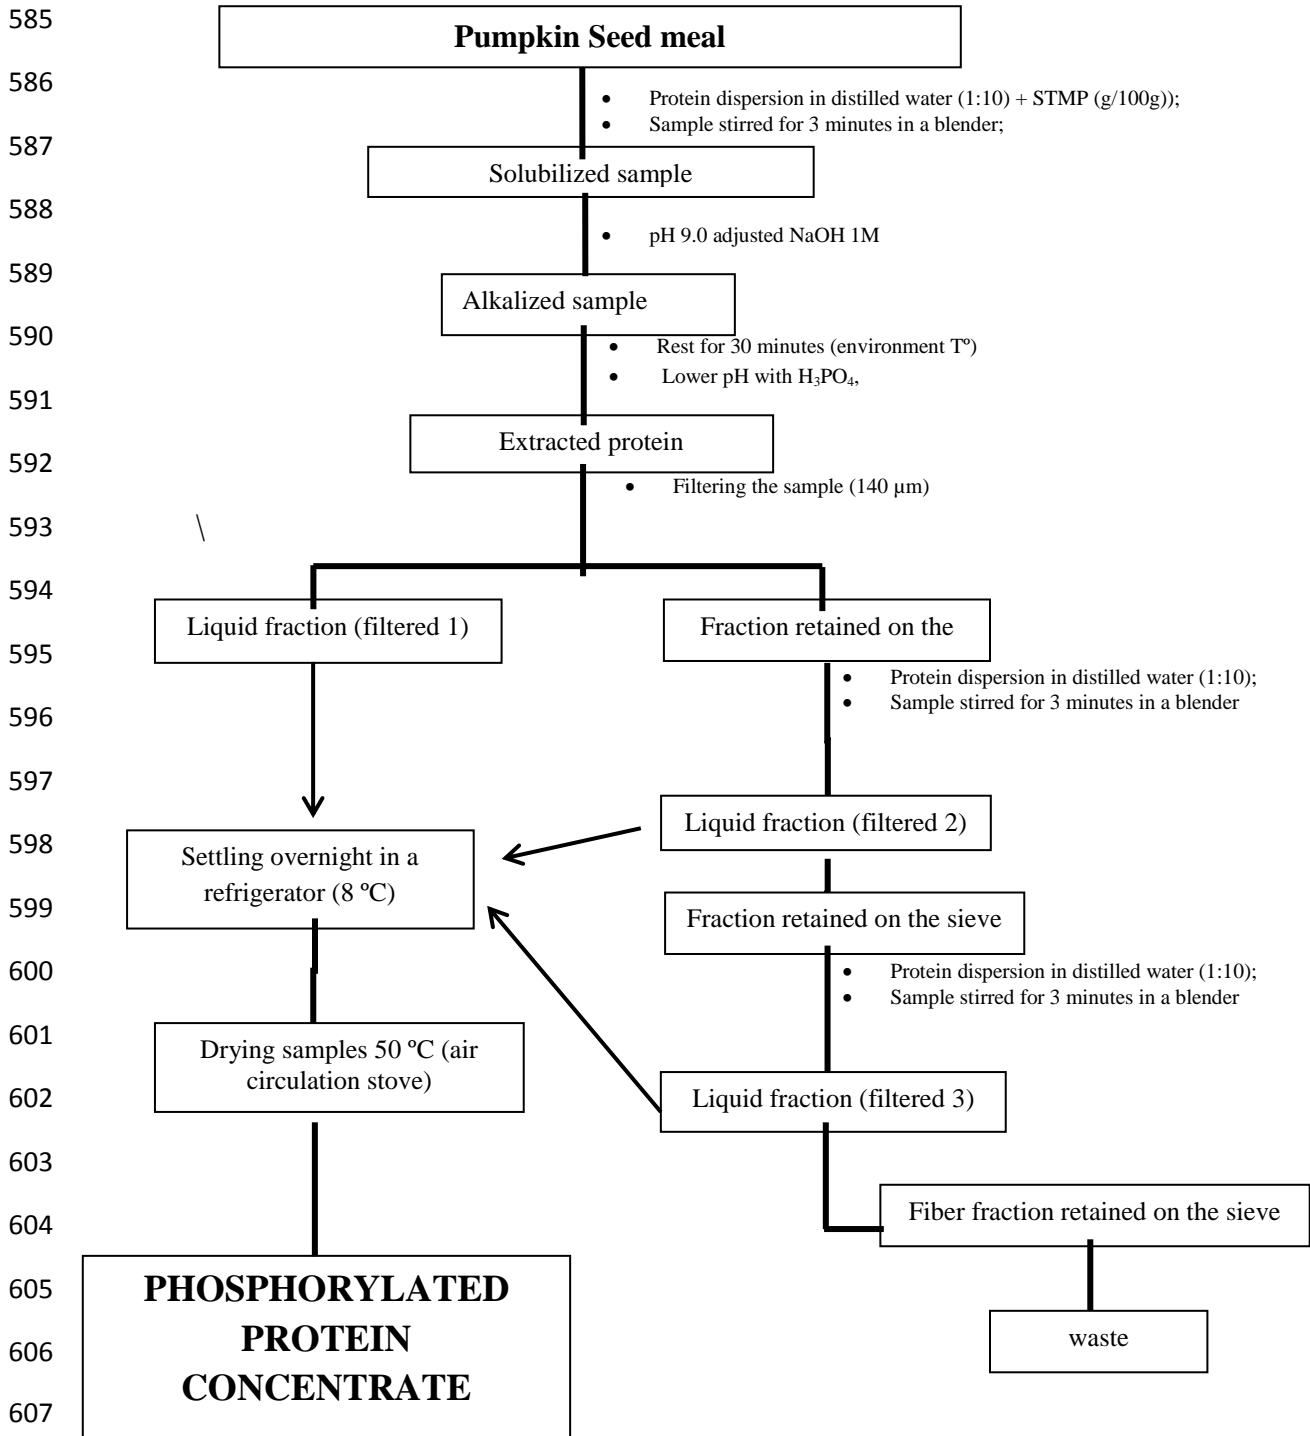 585
Pumpkin Seed meal
586
• Protein dispersion in distilled water (1:10) + STMP (g/100g));
• Sample stirred for 3 minutes in a blender;
587
Solubilized sample
588
• pH 9.0 adjusted NaOH 1M
589
Alkalized sample
590
• Rest for 30 minutes (environment Tº)
• Lower pH with H₃PO₄,
591
Extracted protein
592
• Filtering the sample (140 µm)
593
\
594
Liquid fraction (filtered 1)
Fraction retained on the
595
• Protein dispersion in distilled water (1:10);
• Sample stirred for 3 minutes in a blender
596
597
Liquid fraction (filtered 2)
598
Settling overnight in a
refrigerator (8 ºC)
599
Fraction retained on the sieve
600
• Protein dispersion in distilled water (1:10);
• Sample stirred for 3 minutes in a blender
601
Drying samples 50 ºC (air
circulation stove)
602
Liquid fraction (filtered 3)
603
604
Fiber fraction retained on the sieve
605
PHOSPHORYLATED
PROTEIN
CONCENTRATE
606
waste
607